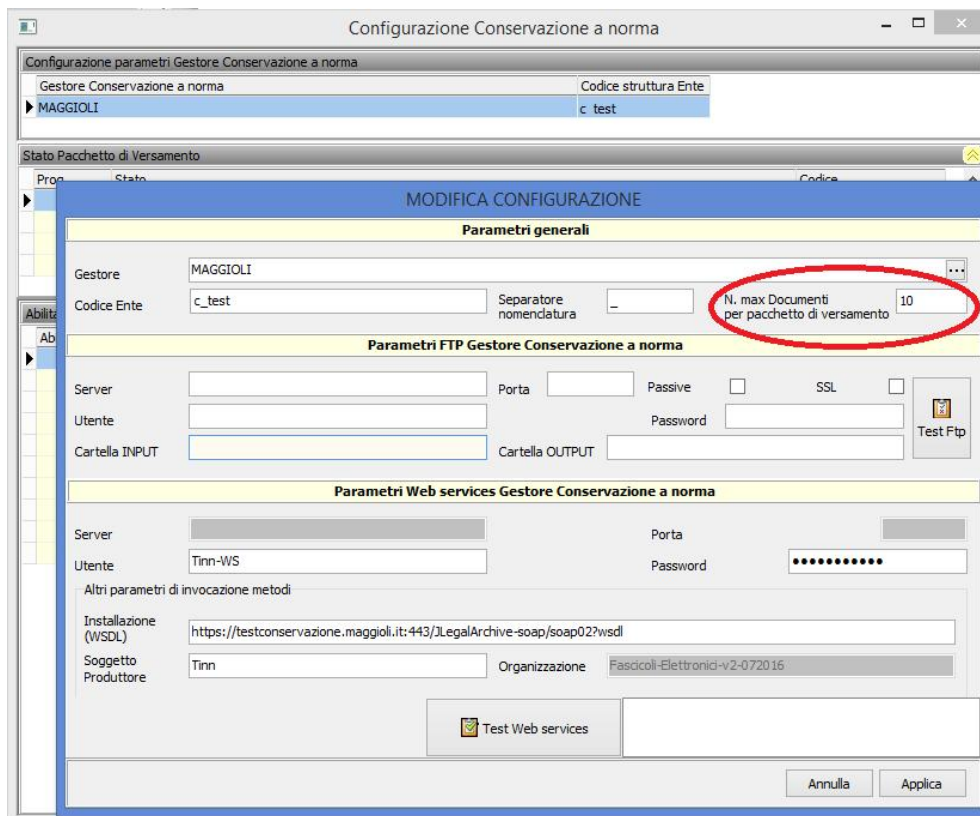 Configurazione Conservazione a norma
Configurazione parametri Gestore Conservazione a norma
Gestore Conservazione a norma Codice struttura Ente
MAGGIOLI c_test
Stato Pacchetto di Versamento
Prog Stato Codice
MODIFICA CONFIGURAZIONE
Parametri generali
Gestore MAGGIOLI ...
Codice Ente c_test Separatore nomenclatura _ N. max Documenti per pacchetto di versamento 10
Parametri FTP Gestore Conservazione a norma
Server Porta Passive SSL
Utente Password
Test Ftp
Cartella INPUT Cartella OUTPUT
Parametri Web services Gestore Conservazione a norma
Server Porta
Utente Tinn-WS Password •••••••••••
Altri parametri di invocazione metodi
Installazione (WSDL) https://testconservazione.maggioli.it:443/JLegalArchive-soap/soap02?wsdl
Soggetto Produttore Tinn Organizzazione Fascicoli-Elettronici-v2-072016
Test Web services
Annulla Applica